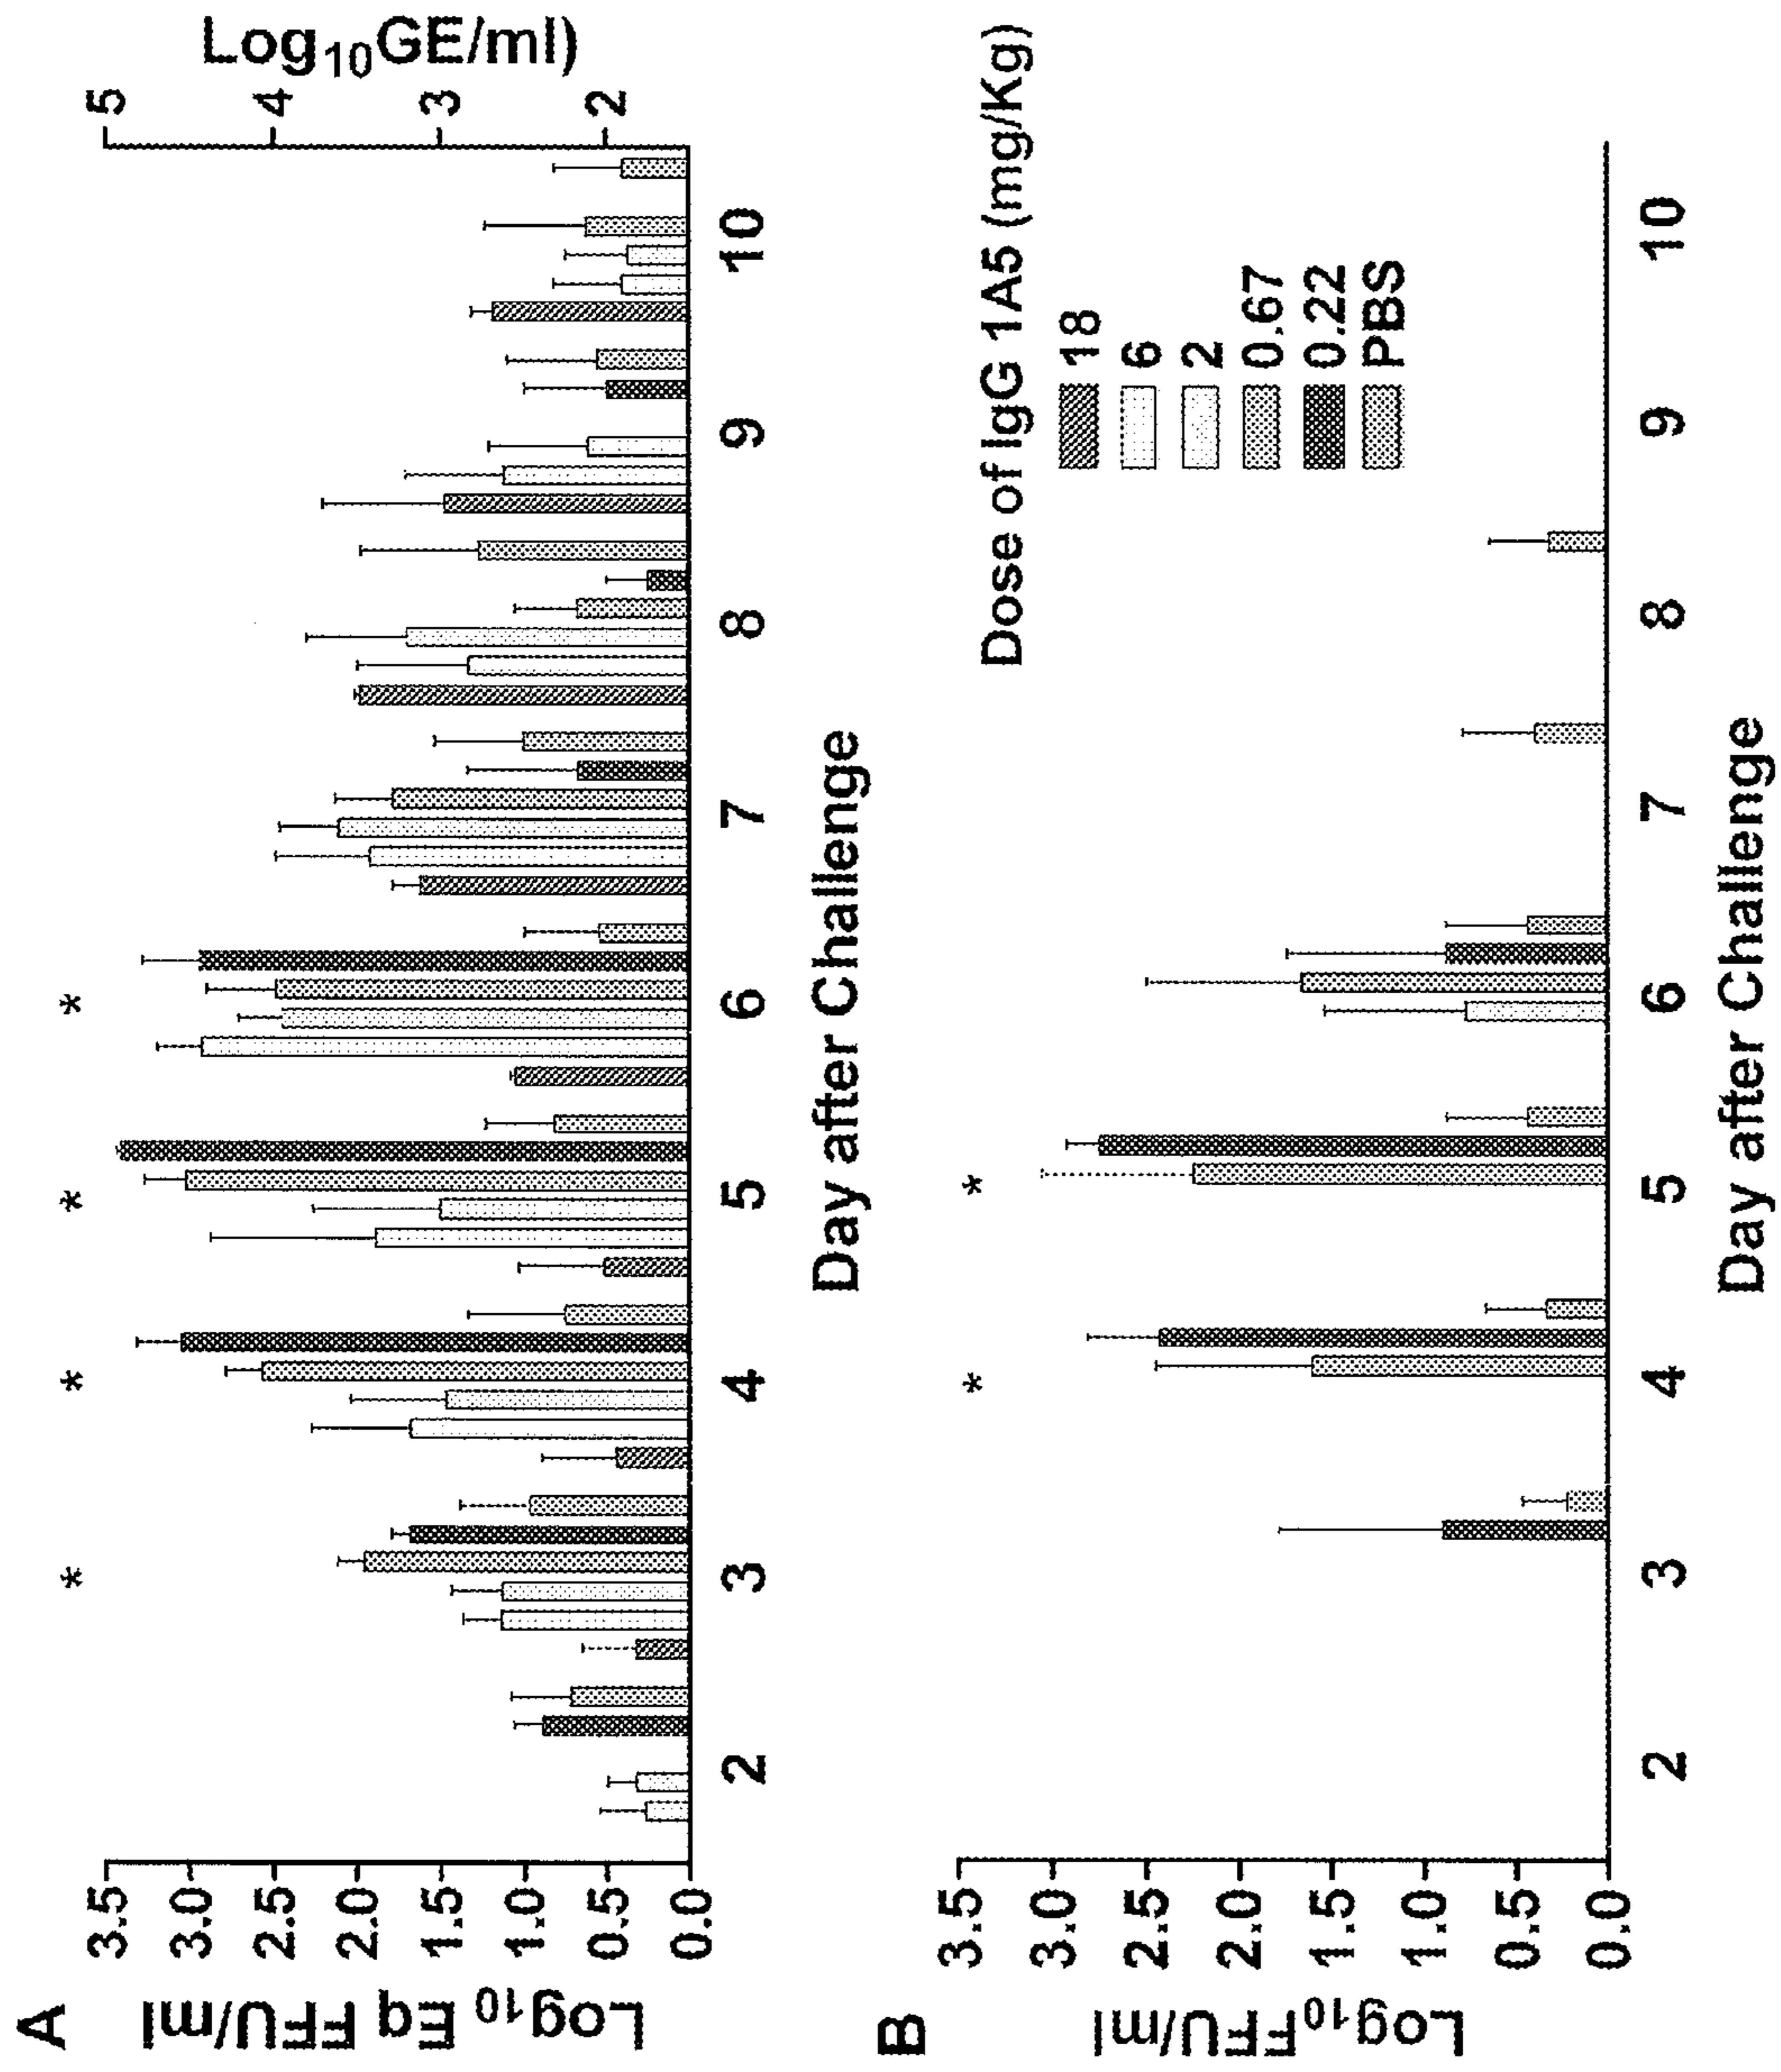 A
Log10 Eq FFU/ml
3.5
3.0
2.5
2.0
1.5
1.0
0.5
0.0
Log10GE/ml)
5
4
3
2
* * * *
2 3 4 5 6 7 8 9 10
Day after Challenge
B
Log10FFU/ml
3.5
3.0
2.5
2.0
1.5
1.0
0.5
0.0
* *
Dose of IgG 1A5 (mg/Kg)
18
6
2
0.67
0.22
PBS
2 3 4 5 6 7 8 9 10
Day after Challenge